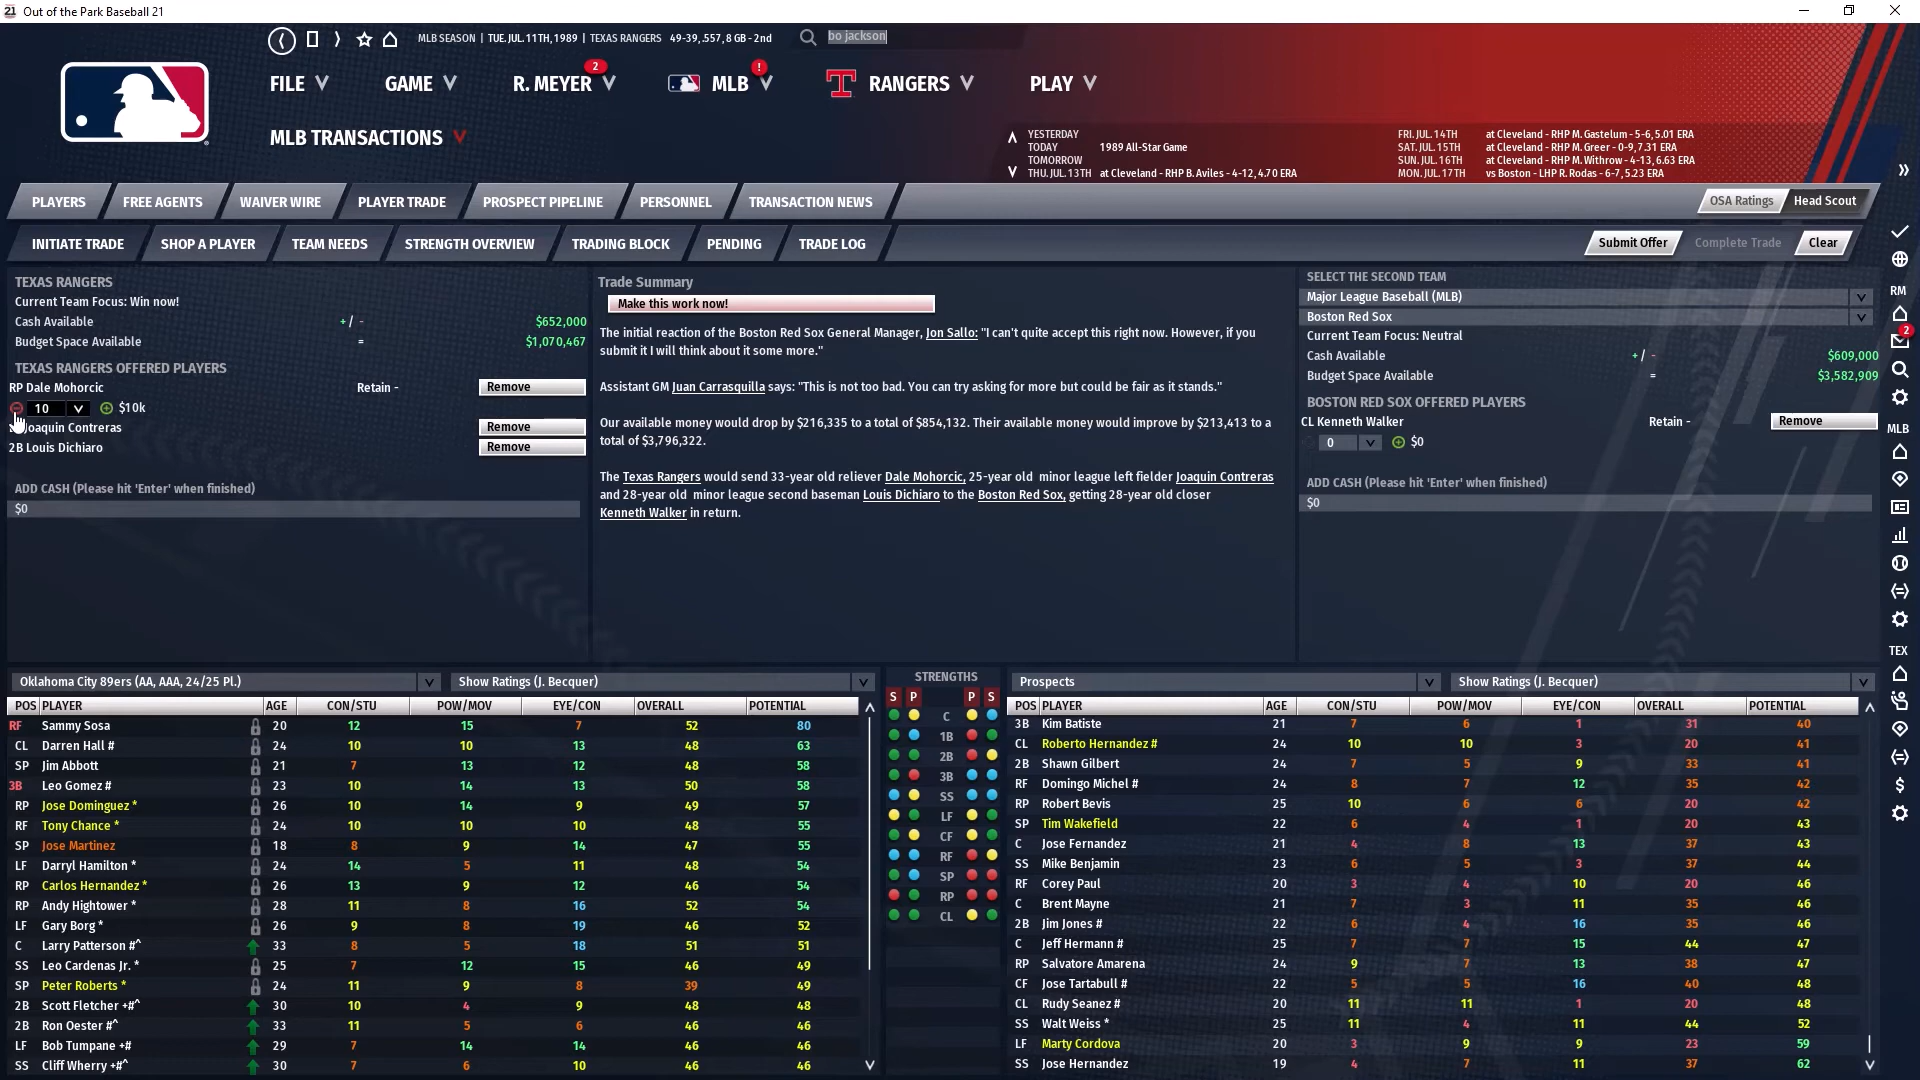 Out of the Park Baseball 21
MLB SEASON | TUE. JUL. 11TH, 1989 | TEXAS RANGERS 49-39, .557, 8 GB - 2nd
bo jackson
FILE
GAME
R. MEYER
2
MLB
!
RANGERS
PLAY
MLB TRANSACTIONS
YESTERDAY
TODAY 1989 All-Star Game
TOMORROW
THU. JUL. 13TH at Cleveland - RHP B. Aviles - 4-12, 4.70 ERA
FRI. JUL. 14TH at Cleveland - RHP M. Gastelum - 5-6, 5.01 ERA
SAT. JUL. 15TH at Cleveland - RHP M. Greer - 0-9, 7.31 ERA
SUN. JUL. 16TH at Cleveland - RHP M. Withrow - 4-13, 6.63 ERA
MON. JUL. 17TH vs Boston - LHP R. Rodas - 6-7, 5.23 ERA
PLAYERS FREE AGENTS WAIVER WIRE PLAYER TRADE PROSPECT PIPELINE PERSONNEL TRANSACTION NEWS
OSA Ratings Head Scout
INITIATE TRADE SHOP A PLAYER TEAM NEEDS STRENGTH OVERVIEW TRADING BLOCK PENDING TRADE LOG
Submit Offer Complete Trade Clear
TEXAS RANGERS
Current Team Focus: Win now!
Cash Available + / - $652,000
Budget Space Available = $1,070,467
TEXAS RANGERS OFFERED PLAYERS
RP Dale Mohorcic Retain - Remove
10 $10k
Joaquin Contreras Remove
2B Louis Dichiaro Remove
ADD CASH (Please hit 'Enter' when finished)
$0
Trade Summary
Make this work now!
The initial reaction of the Boston Red Sox General Manager, Jon Sallo: "I can't quite accept this right now. However, if you
submit it I will think about it some more."
Assistant GM Juan Carrasquilla says: "This is not too bad. You can try asking for more but could be fair as it stands."
Our available money would drop by $216,335 to a total of $854,132. Their available money would improve by $213,413 to a
total of $3,796,322.
The Texas Rangers would send 33-year old reliever Dale Mohorcic, 25-year old minor league left fielder Joaquin Contreras
and 28-year old minor league second baseman Louis Dichiaro to the Boston Red Sox, getting 28-year old closer
Kenneth Walker in return.
SELECT THE SECOND TEAM
Major League Baseball (MLB)
Boston Red Sox
Current Team Focus: Neutral
Cash Available + / - $609,000
Budget Space Available = $3,582,909
BOSTON RED SOX OFFERED PLAYERS
CL Kenneth Walker Retain - Remove
0 $0
ADD CASH (Please hit 'Enter' when finished)
$0
RM
2
MLB
TEX
$
Oklahoma City 89ers (AA, AAA, 24/25 Pl.) Show Ratings (J. Becquer)
POS PLAYER AGE CON/STU POW/MOV EYE/CON OVERALL POTENTIAL
RF Sammy Sosa 20 12 15 7 52 80
CL Darren Hall # 24 10 10 13 48 63
SP Jim Abbott 21 7 13 12 48 58
3B Leo Gomez # 23 10 14 13 50 58
RP Jose Dominguez * 26 10 14 9 49 57
RF Tony Chance * 24 10 10 10 48 55
SP Jose Martinez 18 8 9 14 47 55
LF Darryl Hamilton * 24 14 5 11 48 54
RP Carlos Hernandez * 26 13 9 12 46 54
RP Andy Hightower * 28 11 8 16 52 54
LF Gary Borg * 26 9 8 19 46 52
C Larry Patterson #^ 33 8 5 18 51 51
SS Leo Cardenas Jr. * 25 7 12 15 46 49
SP Peter Roberts * 24 11 9 8 39 49
2B Scott Fletcher +#^ 30 10 4 9 48 48
2B Ron Oester #^ 33 11 5 6 46 46
LF Bob Tumpane +# 29 7 14 14 46 46
SS Cliff Wherry +#^ 30 7 6 10 46 46
STRENGTHS
S P P S
C
1B
2B
3B
SS
LF
CF
RF
SP
RP
CL
Prospects Show Ratings (J. Becquer)
POS PLAYER AGE CON/STU POW/MOV EYE/CON OVERALL POTENTIAL
3B Kim Batiste 21 7 6 1 31 40
CL Roberto Hernandez # 24 10 10 3 20 41
2B Shawn Gilbert 24 7 5 9 33 41
RF Domingo Michel # 24 8 7 12 35 42
RP Robert Bevis 25 10 6 6 20 42
SP Tim Wakefield 22 6 4 1 20 43
C Jose Fernandez 21 4 8 13 37 43
SS Mike Benjamin 23 6 5 3 37 44
RF Corey Paul 20 3 4 10 20 46
C Brent Mayne 21 7 3 11 35 46
2B Jim Jones # 22 6 4 16 35 46
C Jeff Hermann # 25 7 7 15 44 47
RP Salvatore Amarena 24 9 7 13 38 47
CF Jose Tartabull # 22 5 5 16 40 48
CL Rudy Seanez # 20 11 11 1 20 48
SS Walt Weiss * 25 11 4 11 44 52
LF Marty Cordova 20 3 9 9 23 59
SS Jose Hernandez 19 4 7 11 37 62